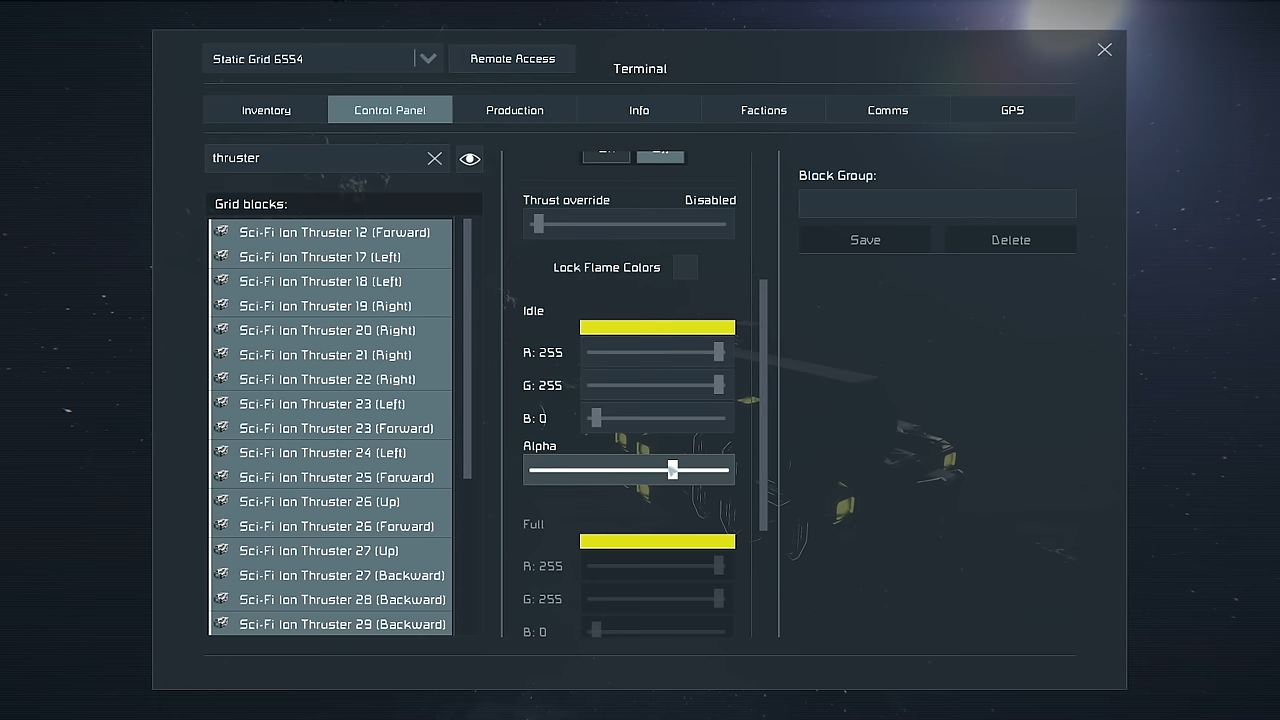 Static Grid 6554
Remote Access
Terminal
Inventory
Control Panel
Production
Info
Factions
Comms
GPS
thruster
Grid blocks:
Sci-Fi Ion Thruster 12 (Forward)
Sci-Fi Ion Thruster 17 (Left)
Sci-Fi Ion Thruster 18 (Left)
Sci-Fi Ion Thruster 19 (Right)
Sci-Fi Ion Thruster 20 (Right)
Sci-Fi Ion Thruster 21 (Right)
Sci-Fi Ion Thruster 22 (Right)
Sci-Fi Ion Thruster 23 (Left)
Sci-Fi Ion Thruster 23 (Forward)
Sci-Fi Ion Thruster 24 (Left)
Sci-Fi Ion Thruster 25 (Forward)
Sci-Fi Ion Thruster 26 (Up)
Sci-Fi Ion Thruster 26 (Forward)
Sci-Fi Ion Thruster 27 (Up)
Sci-Fi Ion Thruster 27 (Backward)
Sci-Fi Ion Thruster 28 (Backward)
Sci-Fi Ion Thruster 29 (Backward)
Thrust override Disabled
Lock Flame Colors
Idle
R: 255
G: 255
B: 0
Alpha
Full
R: 255
G: 255
B: 0
Block Group:
Save
Delete